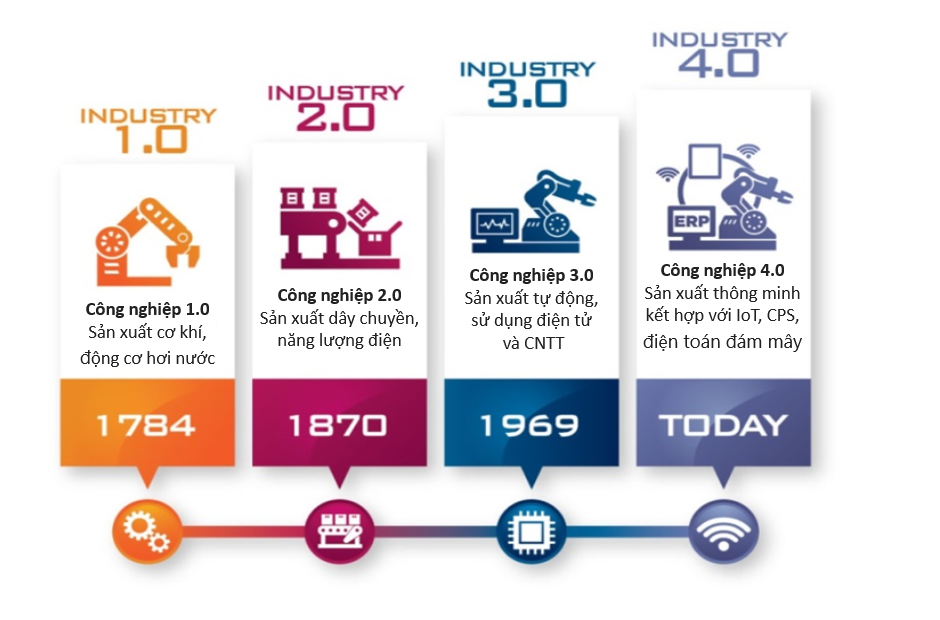 INDUSTRY
1.0
Công nghiệp 1.0
Sản xuất cơ khí,
động cơ hơi nước
1784
INDUSTRY
2.0
Công nghiệp 2.0
Sản xuất dây chuyền,
năng lượng điện
1870
INDUSTRY
3.0
Công nghiệp 3.0
Sản xuất tự động,
sử dụng điện tử
và CNTT
1969
INDUSTRY
4.0
ERP
Công nghiệp 4.0
Sản xuất thông minh
kết hợp với IoT, CPS,
điện toán đám mây
TODAY